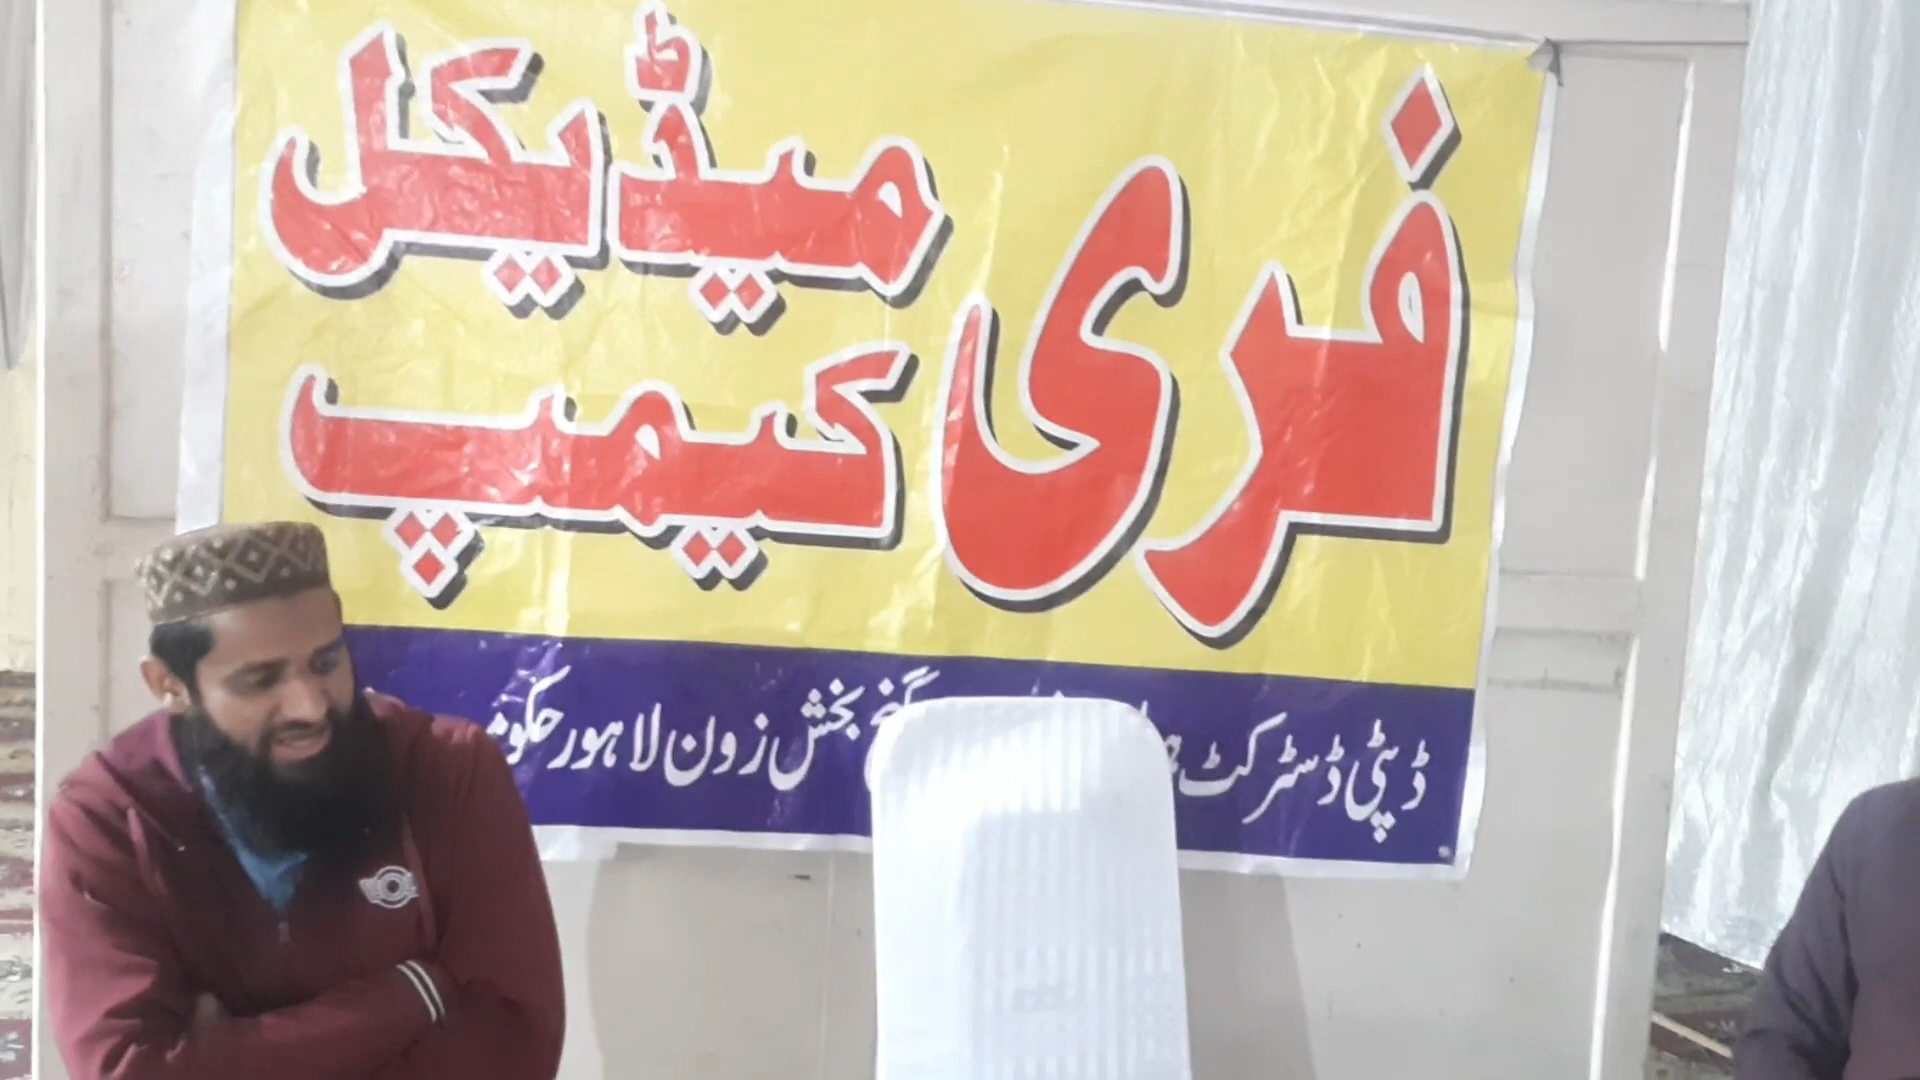 فری
میڈیکل
کیمپ
ڈپٹی ڈسٹرکٹ گنج بخش زون لاہور